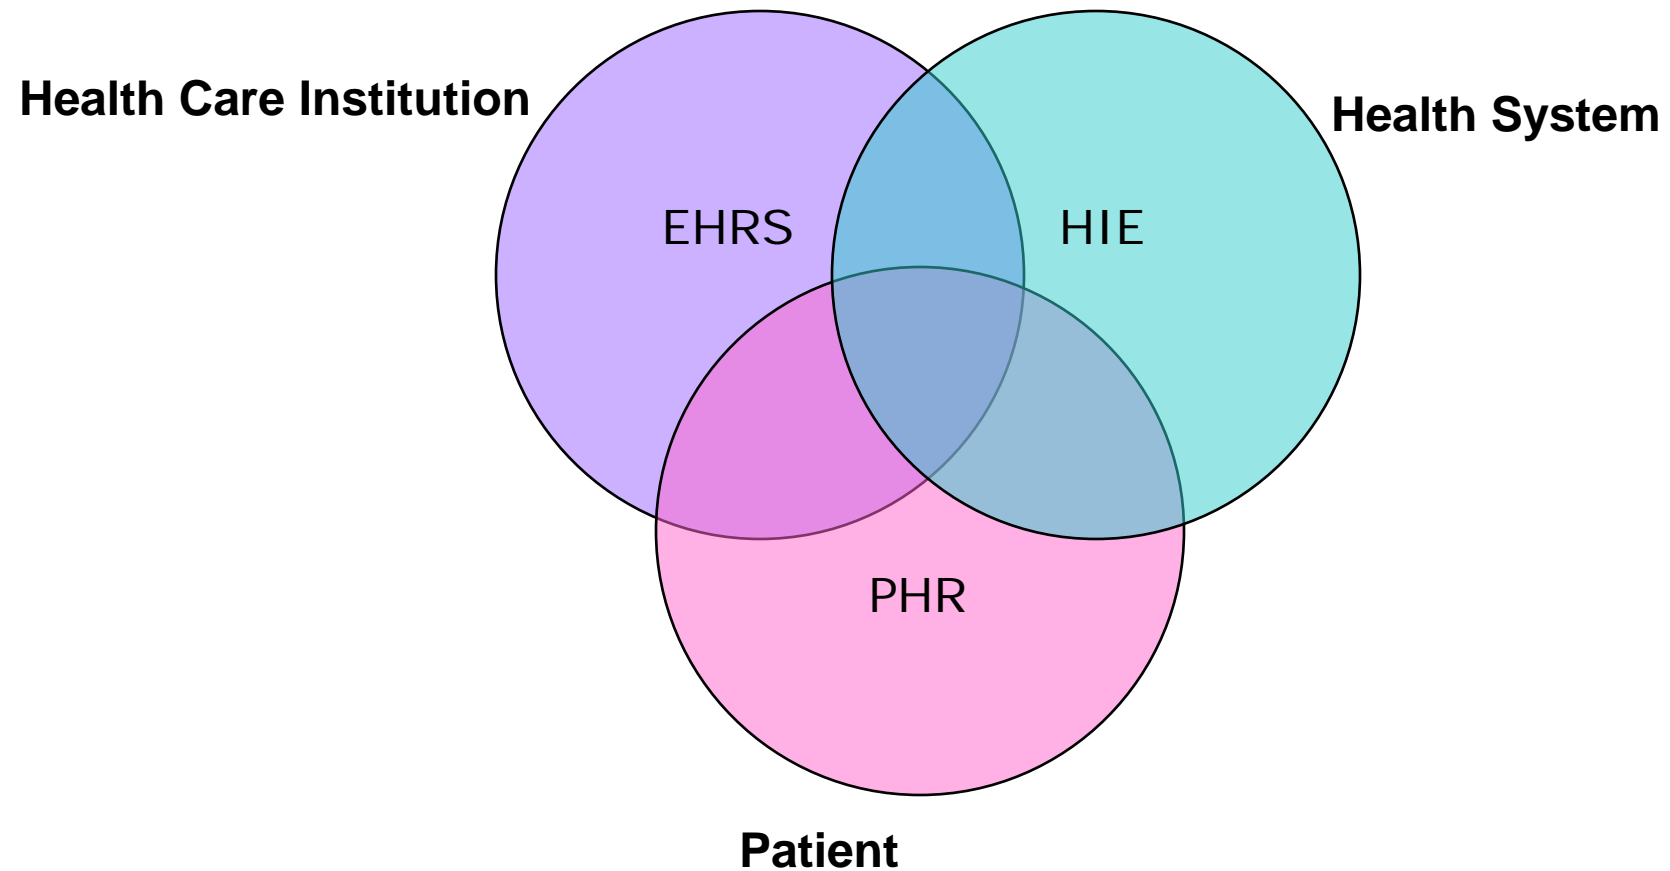 Health Care Institution
Health System
EHRS
HIE
PHR
Patient